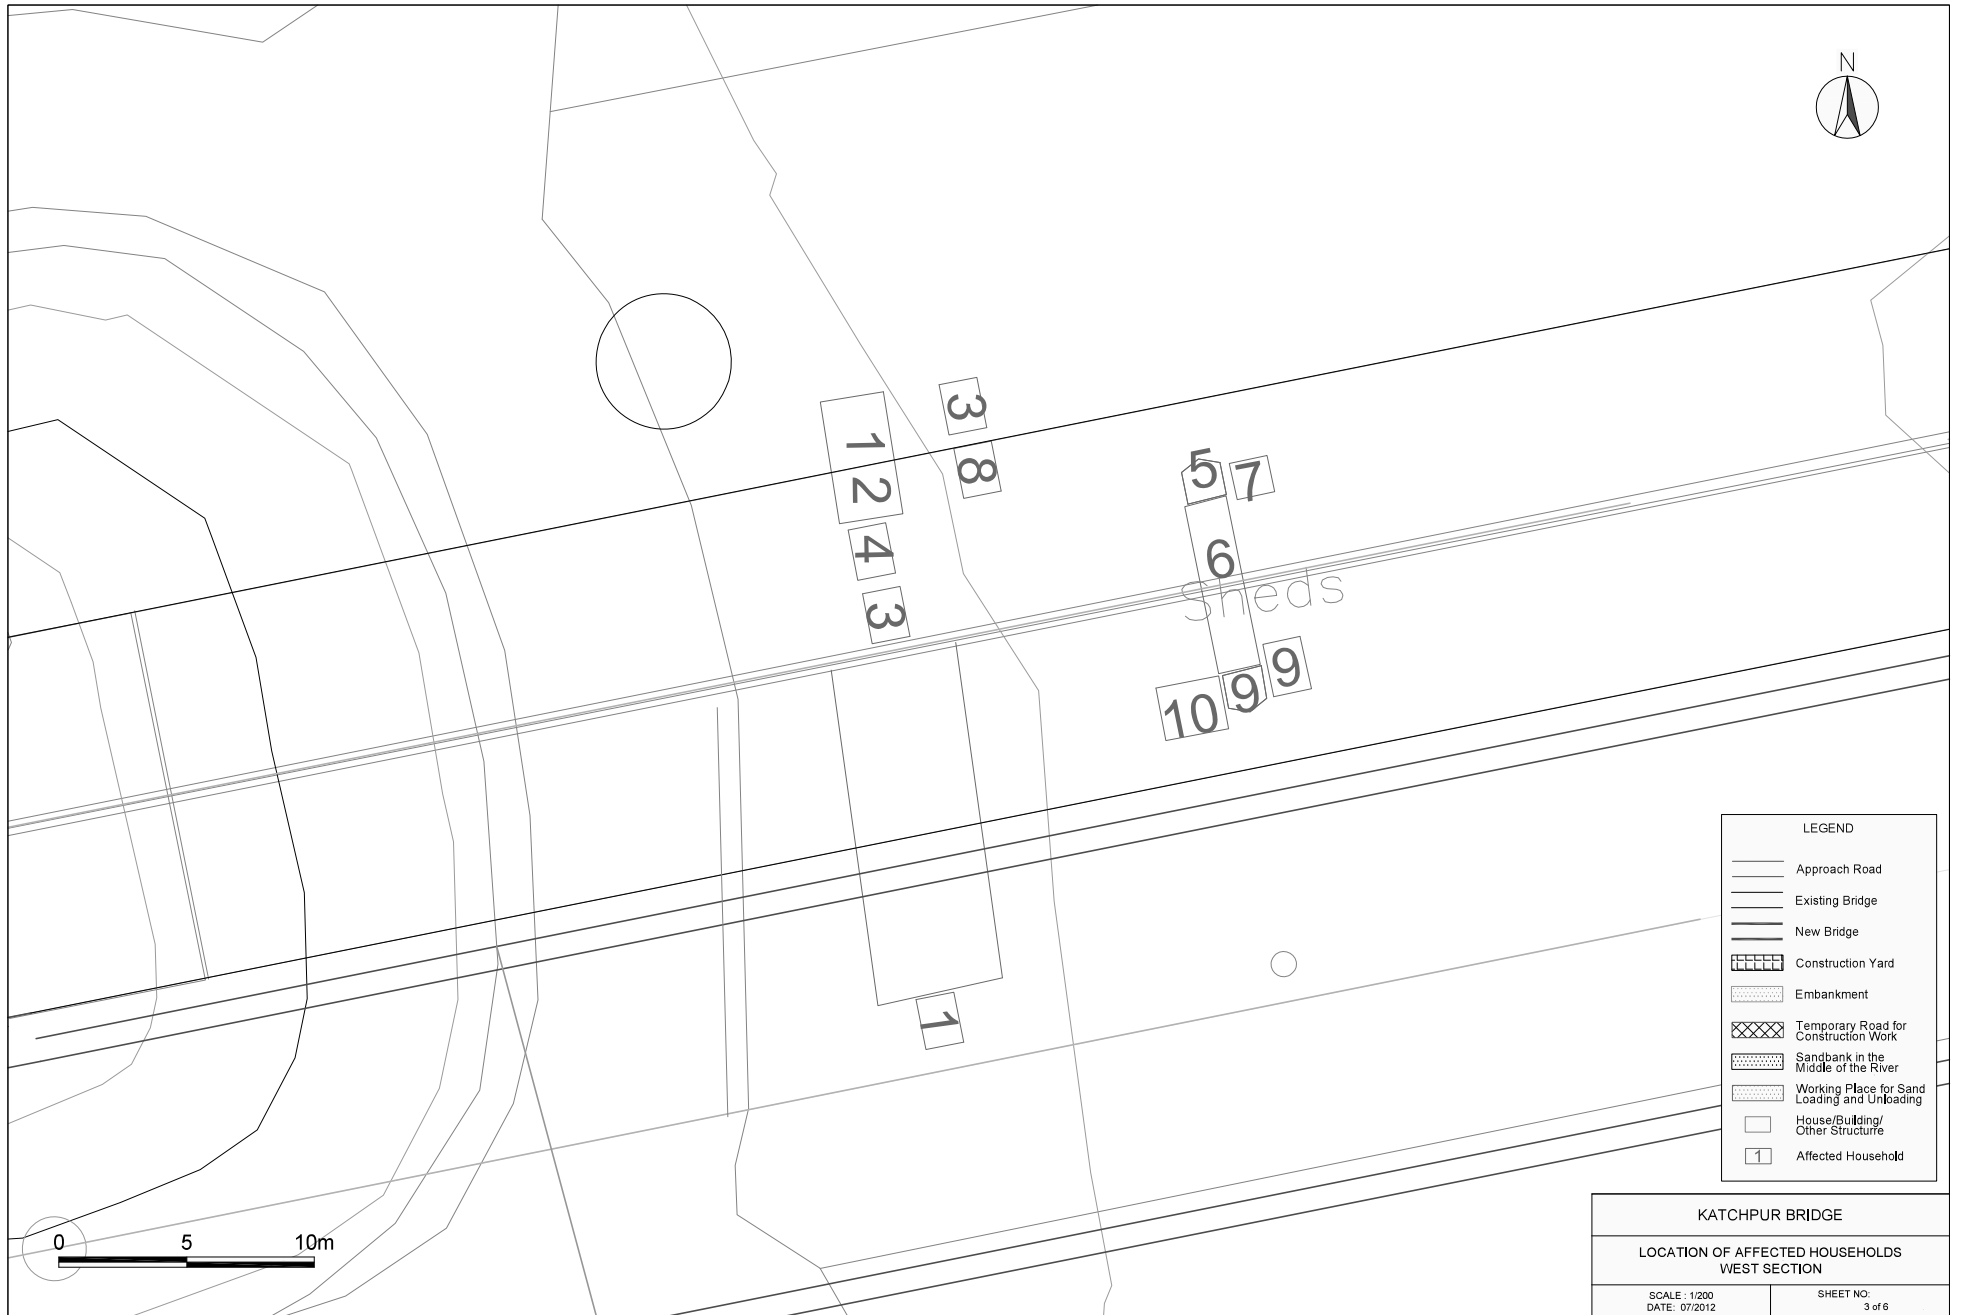 N
3
1
2
8
5
7
4
6
3
Sheds
9
9
10
1
LEGEND
Approach Road
Existing Bridge
New Bridge
Construction Yard
Embankment
Temporary Road for
Construction Work
Sandbank in the
Middle of the River
Working Place for Sand
Loading and Unloading
House/Building/
Other Structure
1 Affected Household
0 5 10m
KATCHPUR BRIDGE
LOCATION OF AFFECTED HOUSEHOLDS
WEST SECTION
SCALE : 1/200
DATE: 07/2012
SHEET NO:
3 of 6